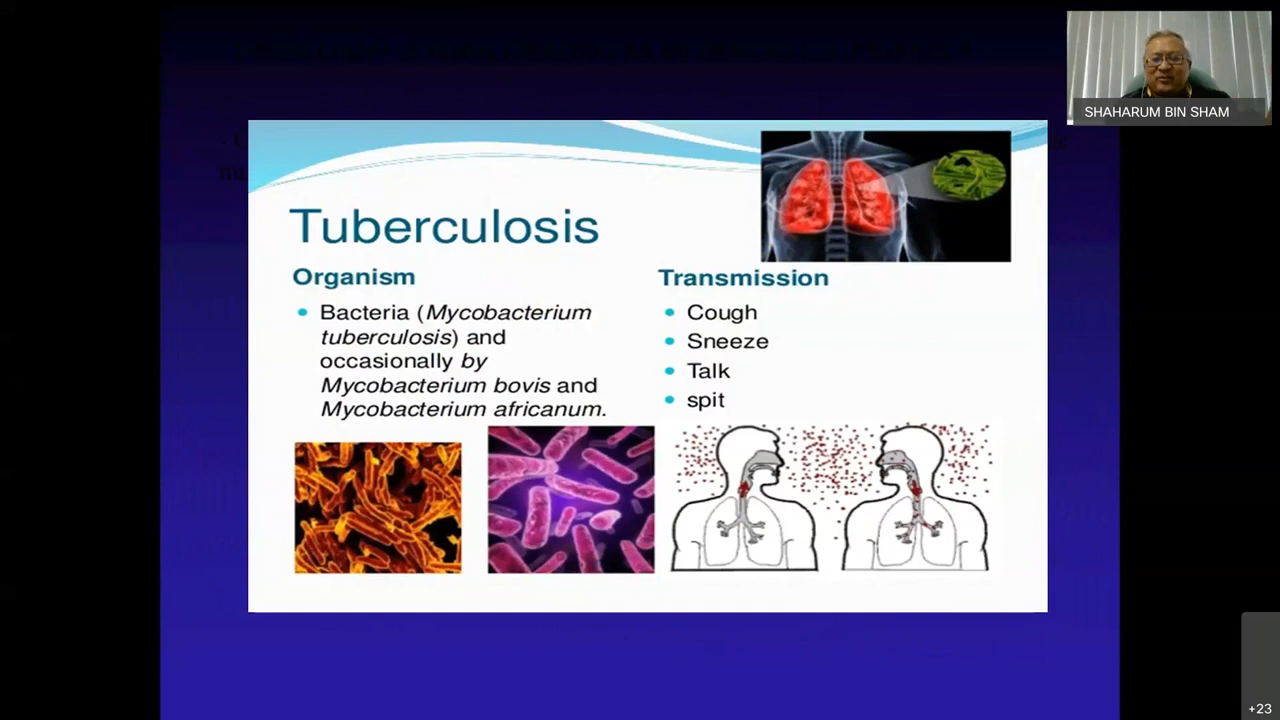 SHAHARUM BIN SHAM
Tuberculosis
Organism
Bacteria (Mycobacterium
tuberculosis) and
occasionally by
Mycobacterium bovis and
Mycobacterium africanum.
Transmission
Cough
Sneeze
Talk
spit
+23